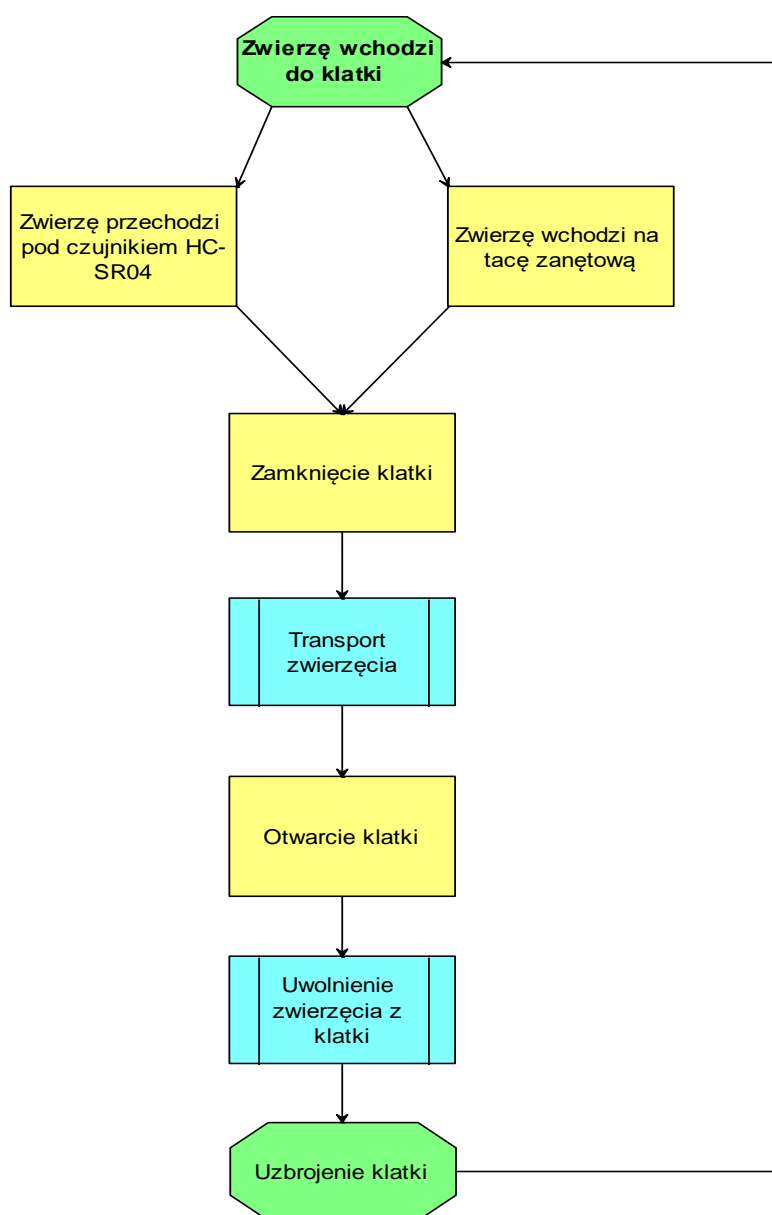 Zwierzę wchodzi
do klatki
Zwierzę przechodzi
pod czujnikiem HC-
SR04
Zwierzę wchodzi na
tacę zanętową
Zamknięcie klatki
Transport
zwierzęcia
Otwarcie klatki
Uwolnienie
zwierzęcia z
klatki
Uzbrojenie klatki